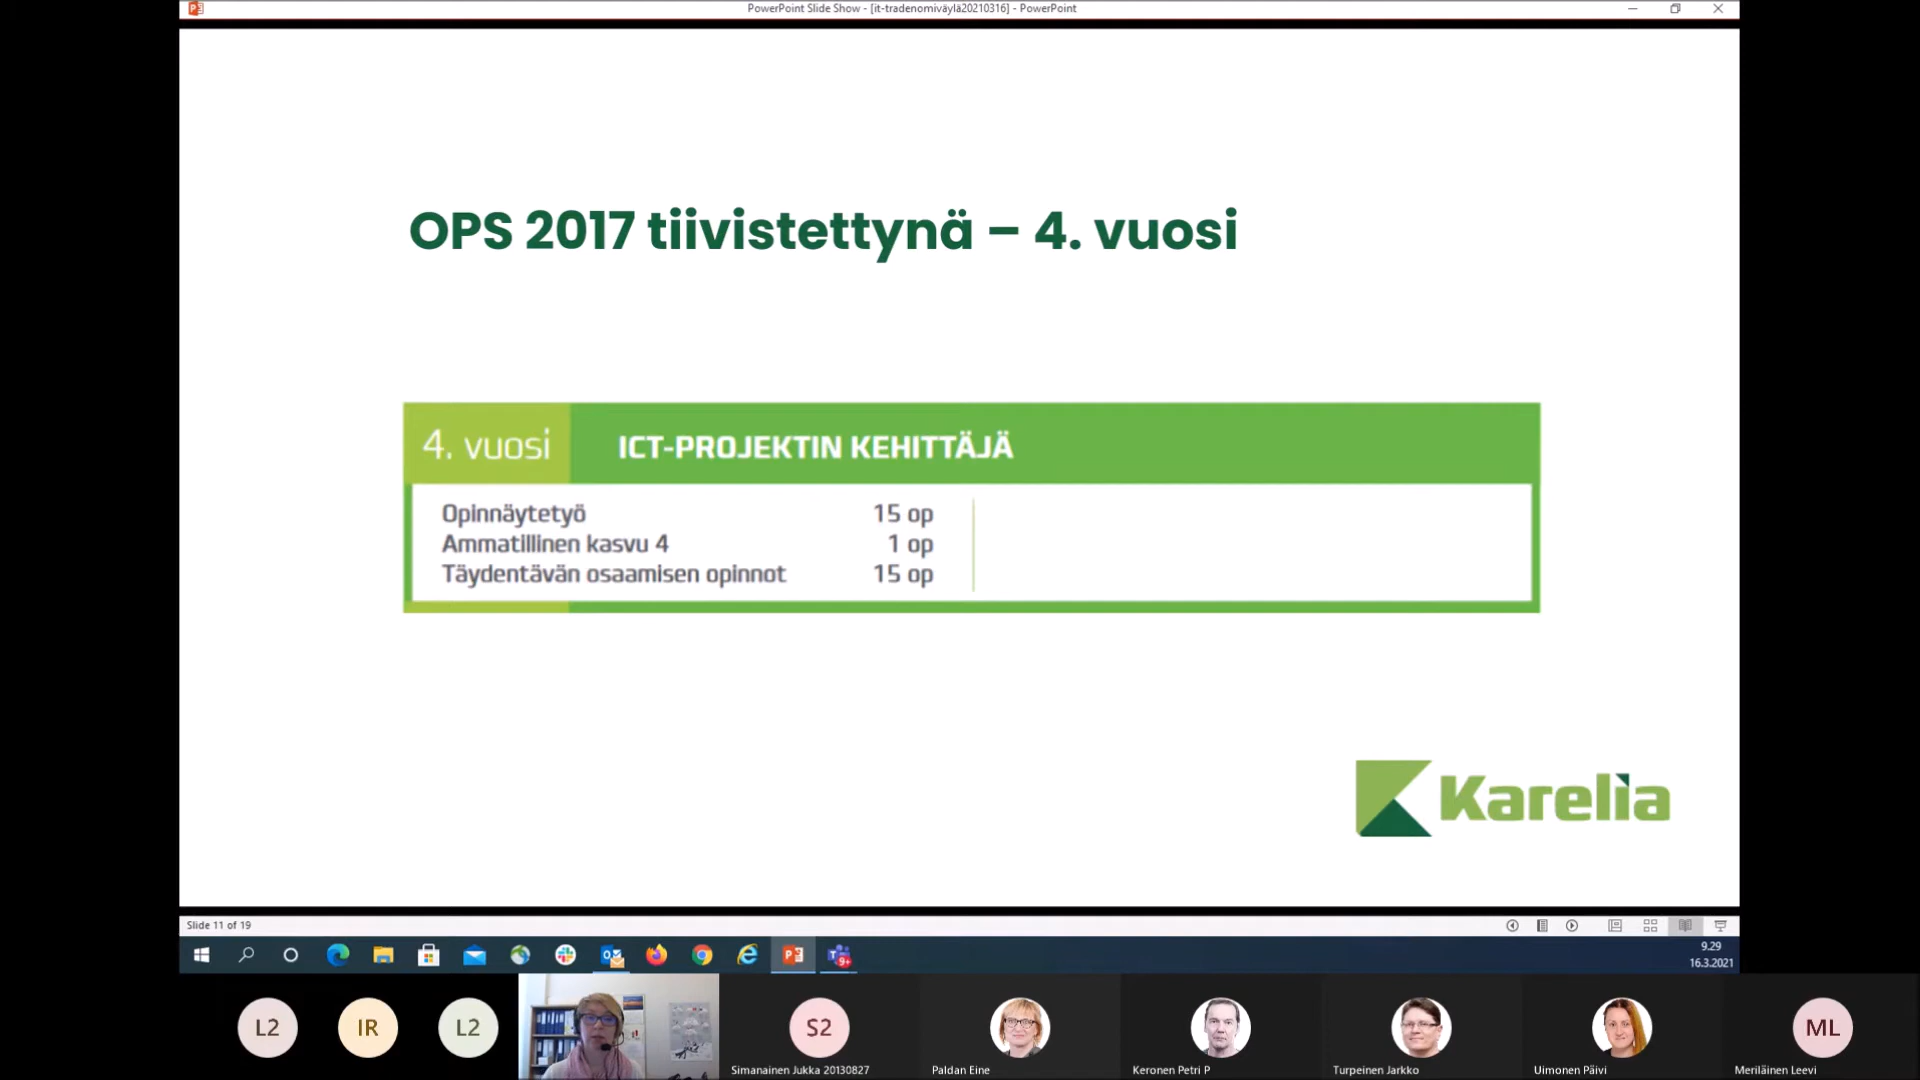 PowerPoint Slide Show - [it-tradenomiväylä20210316] - PowerPoint
OPS 2017 tiivistettynä – 4. vuosi
4. vuosi ICT-PROJEKTIN KEHITTÄJÄ
Opinnäytetyö 15 op
Ammatillinen kasvu 4 1 op
Täydentävän osaamisen opinnot 15 op
Karelia
Slide 11 of 19
9.29
16.3.2021
9+
L2 IR L2 S2 ML
Simanainen Jukka 20130827 Paldan Eine Keronen Petri P Turpeinen Jarkko Uimonen Päivi Meriläinen Leevi